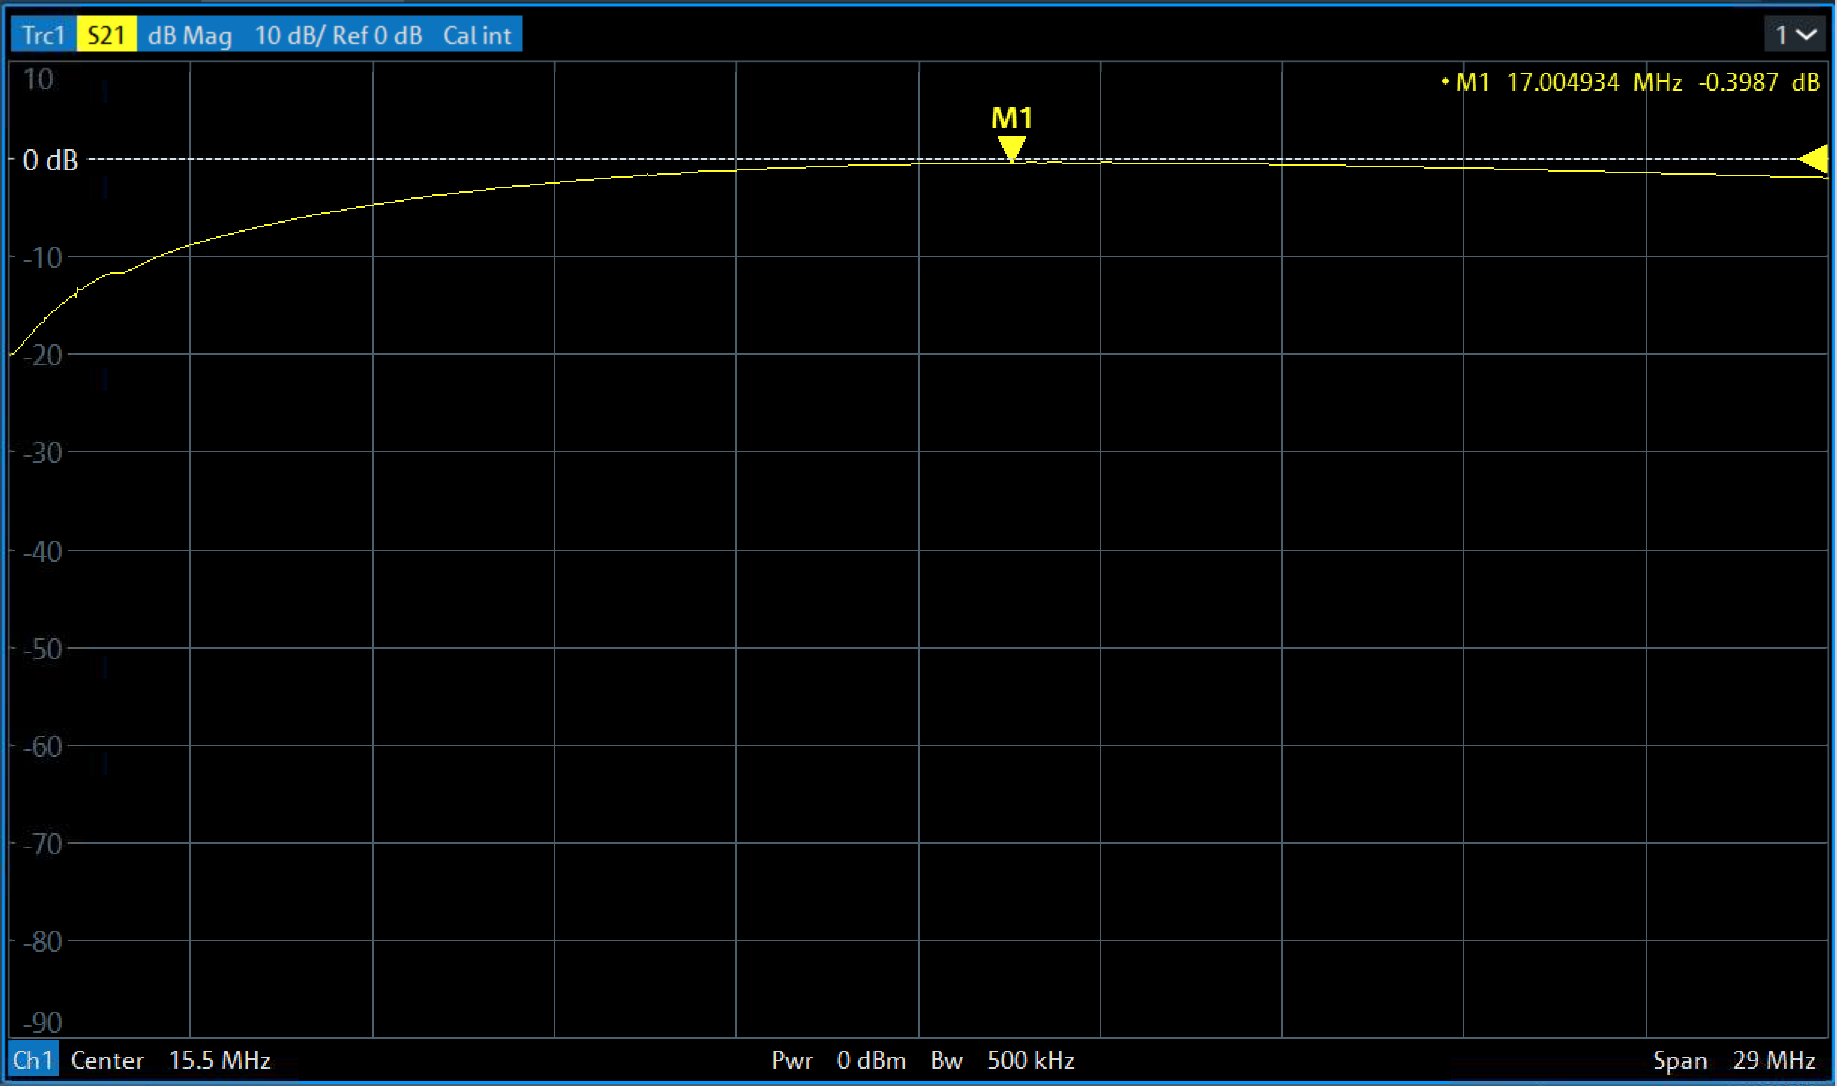 Trc1 S21 dB Mag 10 dB/ Ref 0 dB Cal int 1
10
• M1 17.004934 MHz -0.3987 dB
M1
0 dB
-10
-20
-30
-40
-50
-60
-70
-80
-90
Ch1 Center 15.5 MHz Pwr 0 dBm Bw 500 kHz Span 29 MHz